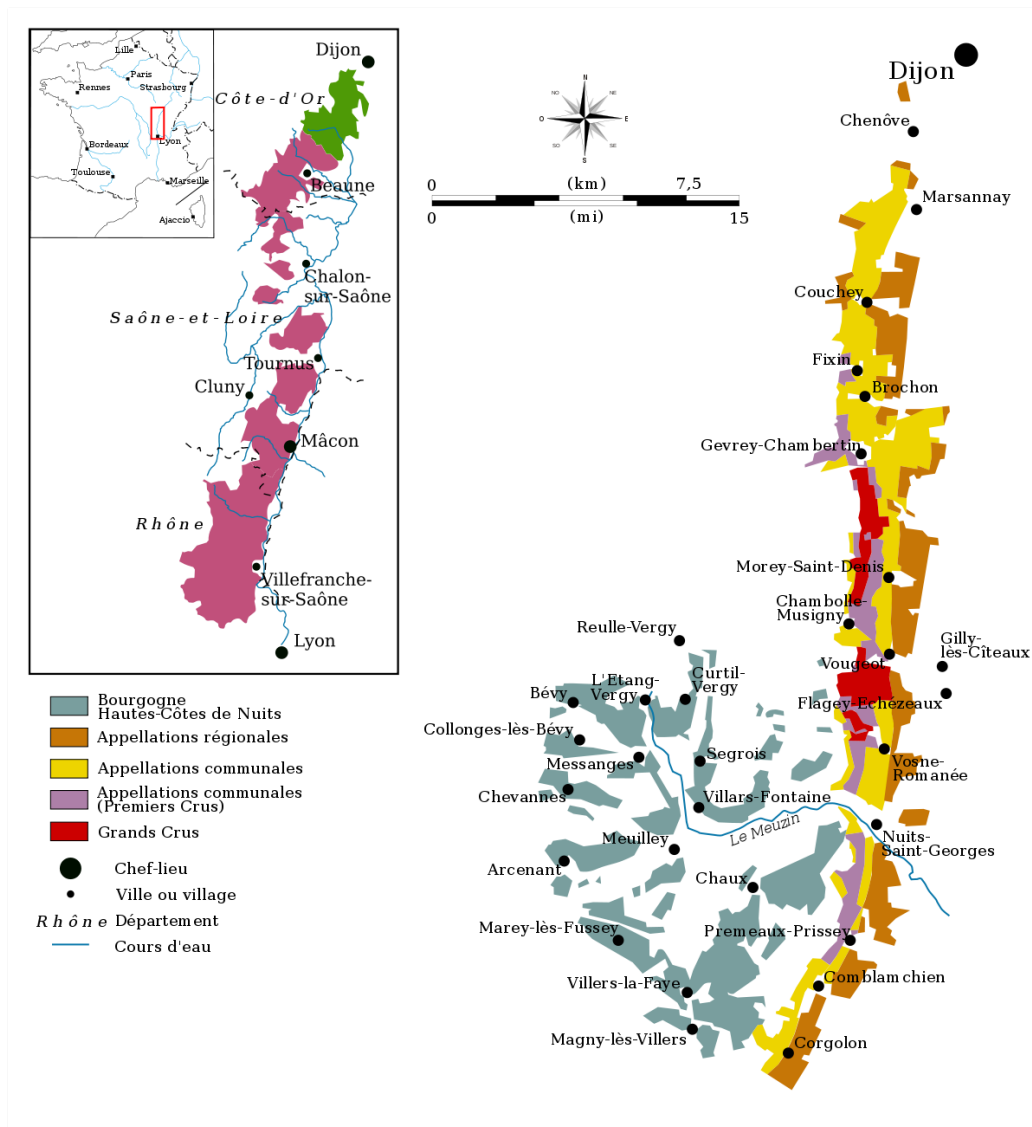 Lille
Paris
Rennes
Strasbourg
Lyon
Bordeaux
Toulouse
Marseille
Ajaccio
Dijon
Côte-d'Or
Beaune
Chalon-
sur-Saône
Saône-et-Loire
Tournus
Cluny
Mâcon
Rhône
Villefranche-
sur-Saône
Lyon
Bourgogne
Hautes-Côtes de Nuits
Appellations régionales
Appellations communales
Appellations communales
(Premiers Crus)
Grands Crus
Chef-lieu
Ville ou village
Rhône Département
Cours d'eau
N
NO NE
O E
SO SE
S
0 (km) 7,5
0 (mi) 15
Dijon
Chenôve
Marsannay
Couchey
Fixin
Brochon
Gevrey-Chambertin
Morey-Saint-Denis
Chambolle-
Musigny
Reulle-Vergy
Gilly-
lès-Cîteaux
Vougeot
L'Etang-
Vergy
Curtil-
Vergy
Bévy
Flagey-Echézeaux
Collonges-lès-Bévy
Segrois
Messanges
Vosne-
Romanée
Chevannes
Villars-Fontaine
Le Meuzin
Nuits-
Saint-Georges
Meuilley
Arcenant
Chaux
Marey-lès-Fussey
Premeaux-Prissey
Villers-la-Faye
Comblamchien
Magny-lès-Villers
Corgolon